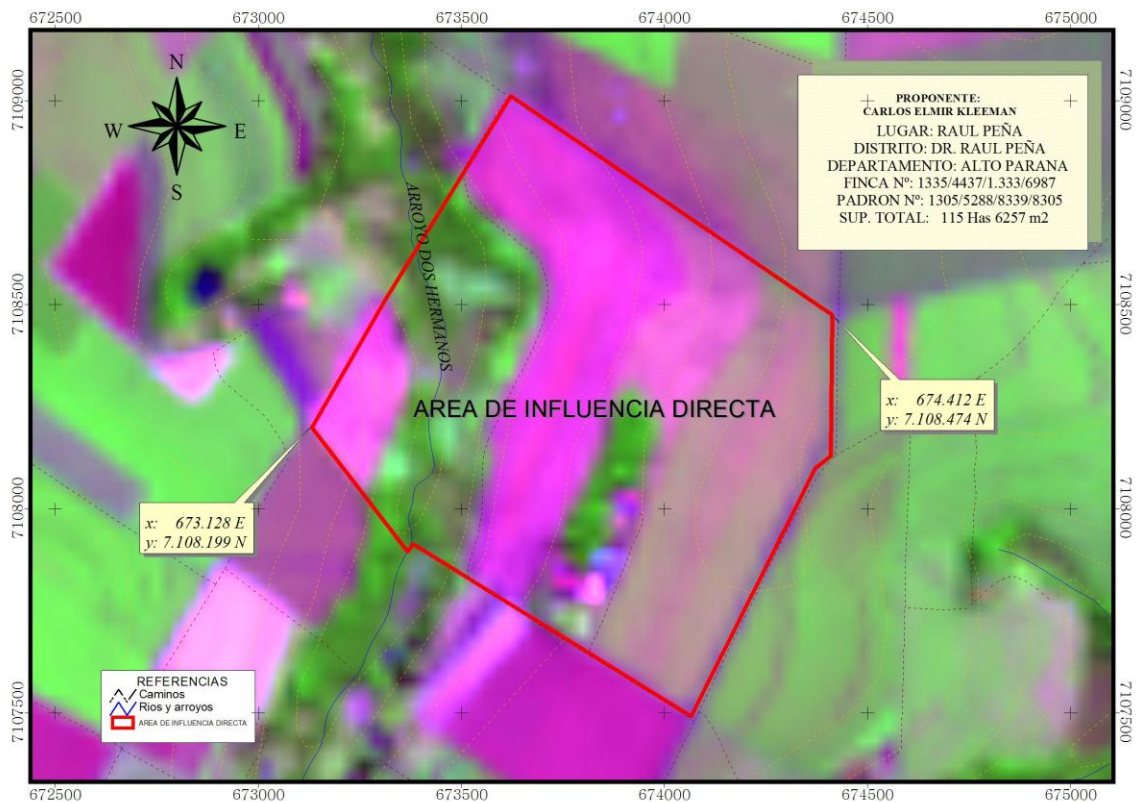 672500 673000 673500 674000 674500 675000
7109000 7109000
7108500 7108500
7108000 7108000
7107500 7107500
N
W E
S
PROPONENTE:
CARLOS ELMIR KLEEMAN
LUGAR: RAUL PEÑA
DISTRITO: DR. RAUL PEÑA
DEPARTAMENTO: ALTO PARANA
FINCA Nº: 1335/4437/1.333/6987
PADRON Nº: 1305/5288/8339/8305
SUP. TOTAL: 115 Has 6257 m2
ARROYO DOS HERMANOS
AREA DE INFLUENCIA DIRECTA
x: 674.412 E
y: 7.108.474 N
x: 673.128 E
y: 7.108.199 N
REFERENCIAS
Caminos
Rios y arroyos
AREA DE INFLUENCIA DIRECTA
672500 673000 673500 674000 674500 675000